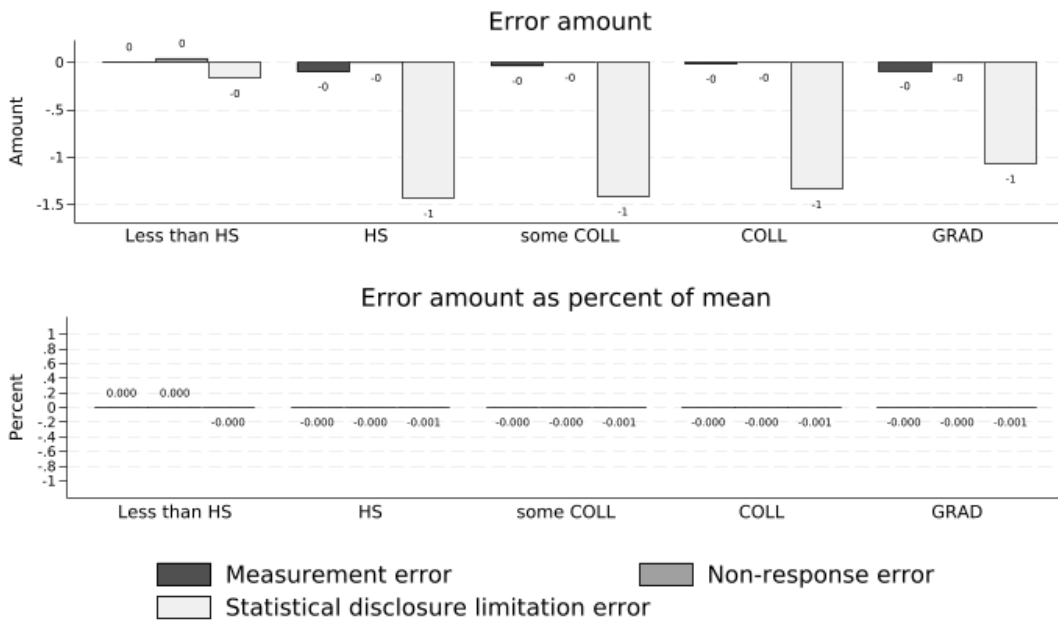 Error amount
Amount
0
-.5
-1
-1.5
0 0 -0
-0 -0 -1
-0 -0 -1
-0 -0 -1
-0 -0 -1
Less than HS HS some COLL COLL GRAD
Error amount as percent of mean
Percent
1
.8
.6
.4
.2
0
-.2
-.4
-.6
-.8
-1
0.000 0.000 -0.000
-0.000 -0.000 -0.001
-0.000 -0.000 -0.001
-0.000 -0.000 -0.001
-0.000 -0.000 -0.001
Less than HS HS some COLL COLL GRAD
Measurement error Non-response error
Statistical disclosure limitation error